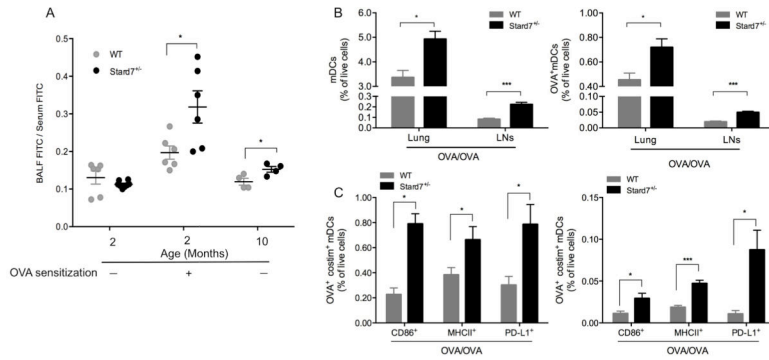 A
WT
Stard7+/-
BALF FITC / Serum FITC
0.5
0.4
0.3
0.2
0.1
0.0
*
*
2
2
10
Age (Months)
OVA sensitization
—
+
—
B
WT
Stard7+/-
mDCs
(% of live cells)
6.0
5.0
4.0
3.0
2.0
0.3
0.2
0.1
0.0
*
***
Lung
LNs
OVA/OVA
WT
Stard7+/-
OVA+mDCs
(% of live cells)
1.00
0.80
0.60
0.40
0.10
0.05
0.00
*
***
Lung
LNs
OVA/OVA
C
WT
Stard7+/-
OVA+ costim+ mDCs
(% of live cells)
1.00
0.80
0.60
0.40
0.20
0.00
*
*
*
CD86+
MHCII+
PD-L1+
OVA/OVA
WT
Stard7+/-
OVA+ costim+ mDCs
(% of live cells)
0.15
0.10
0.05
0.00
*
***
*
CD86+
MHCII+
PD-L1+
OVA/OVA